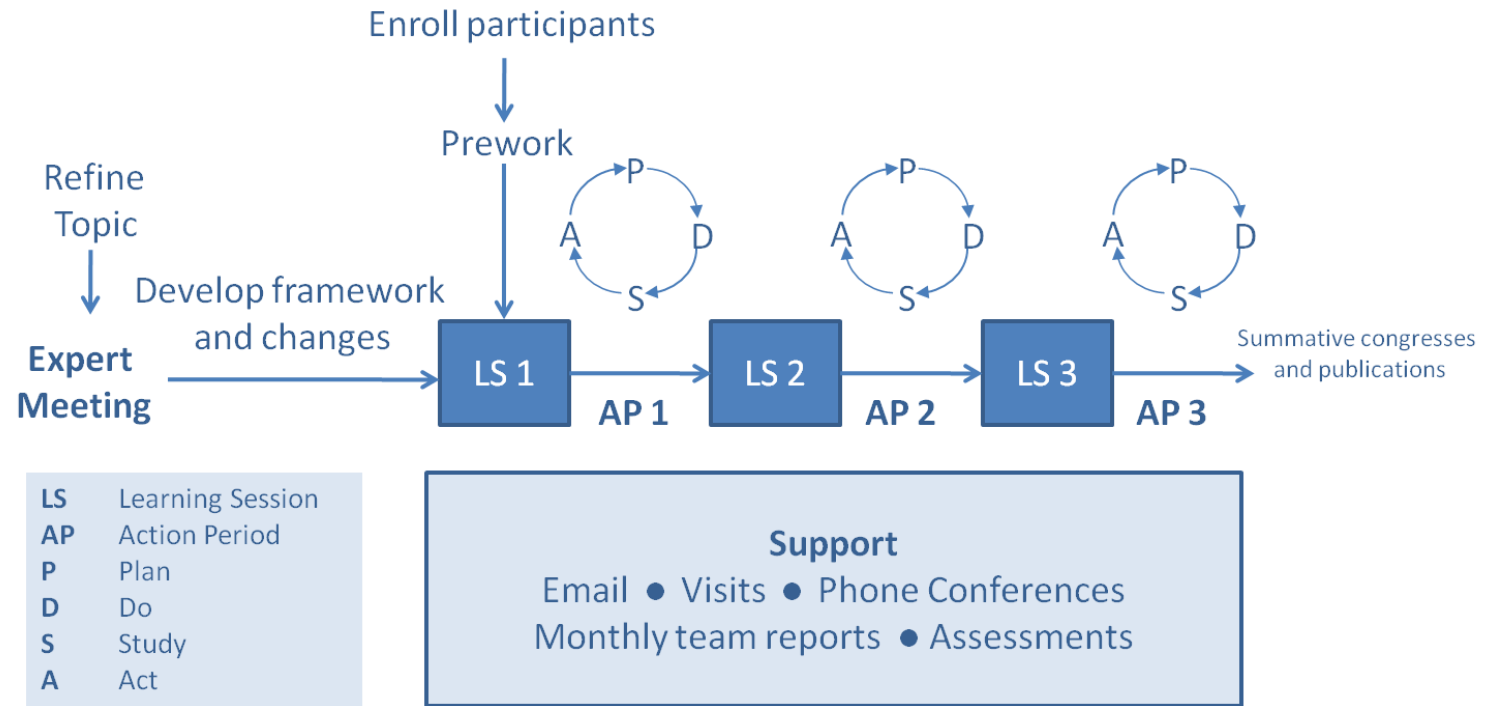 Enroll participants
Prework
Refine
Topic
Develop framework
and changes
Expert
Meeting
P
A
D
S
P
A
D
S
P
A
D
S
LS 1
AP 1
LS 2
AP 2
LS 3
AP 3
Summative congresses
and publications
LS Learning Session
AP Action Period
P Plan
D Do
S Study
A Act
Support
Email ● Visits ● Phone Conferences
Monthly team reports ● Assessments